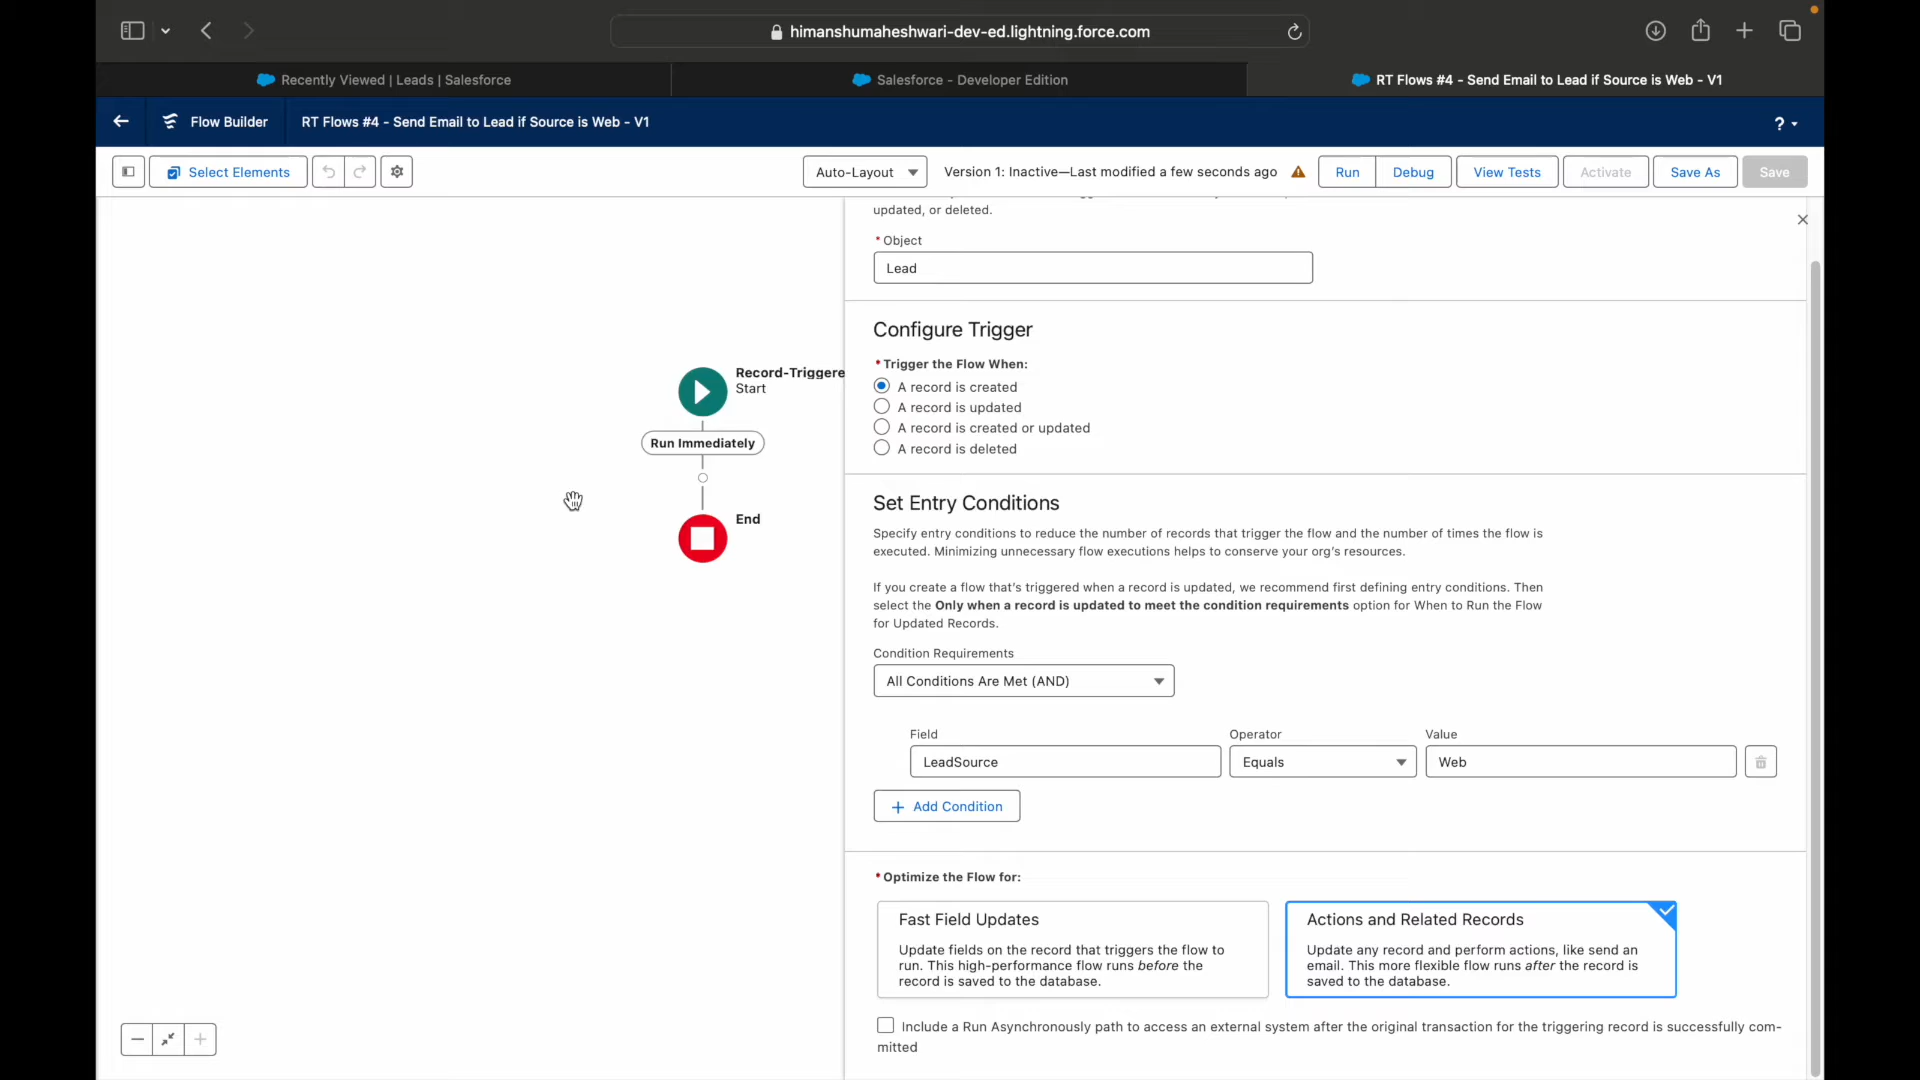 himanshumaheshwari-dev-ed.lightning.force.com
Recently Viewed | Leads | Salesforce
Salesforce - Developer Edition
RT Flows #4 - Send Email to Lead if Source is Web - V1
Flow Builder
RT Flows #4 - Send Email to Lead if Source is Web - V1
?
Select Elements
Auto-Layout
Version 1: Inactive—Last modified a few seconds ago
Run
Debug
View Tests
Activate
Save As
Save
updated, or deleted.
* Object
Lead
Configure Trigger
* Trigger the Flow When:
A record is created
A record is updated
A record is created or updated
A record is deleted
Record-Triggere
Start
Run Immediately
End
Set Entry Conditions
Specify entry conditions to reduce the number of records that trigger the flow and the number of times the flow is
executed. Minimizing unnecessary flow executions helps to conserve your org's resources.
If you create a flow that's triggered when a record is updated, we recommend first defining entry conditions. Then
select the Only when a record is updated to meet the condition requirements option for When to Run the Flow
for Updated Records.
Condition Requirements
All Conditions Are Met (AND)
Field
Operator
Value
LeadSource
Equals
Web
+ Add Condition
* Optimize the Flow for:
Fast Field Updates
Update fields on the record that triggers the flow to
run. This high-performance flow runs before the
record is saved to the database.
Actions and Related Records
Update any record and perform actions, like send an
email. This more flexible flow runs after the record is
saved to the database.
Include a Run Asynchronously path to access an external system after the original transaction for the triggering record is successfully com-
mitted